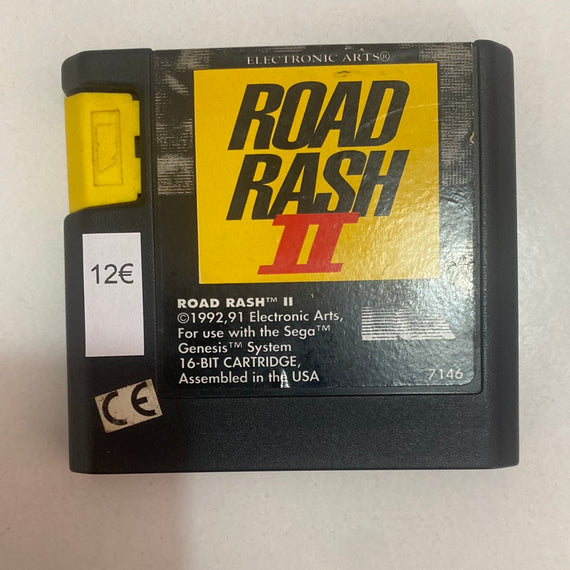 ELECTRONIC ARTS®
ROAD
RASH
II
12€
ROAD RASH™ II
©1992,91 Electronic Arts,
For use with the Sega™
Genesis™ System
16-BIT CARTRIDGE,
Assembled in the USA
7146
CE